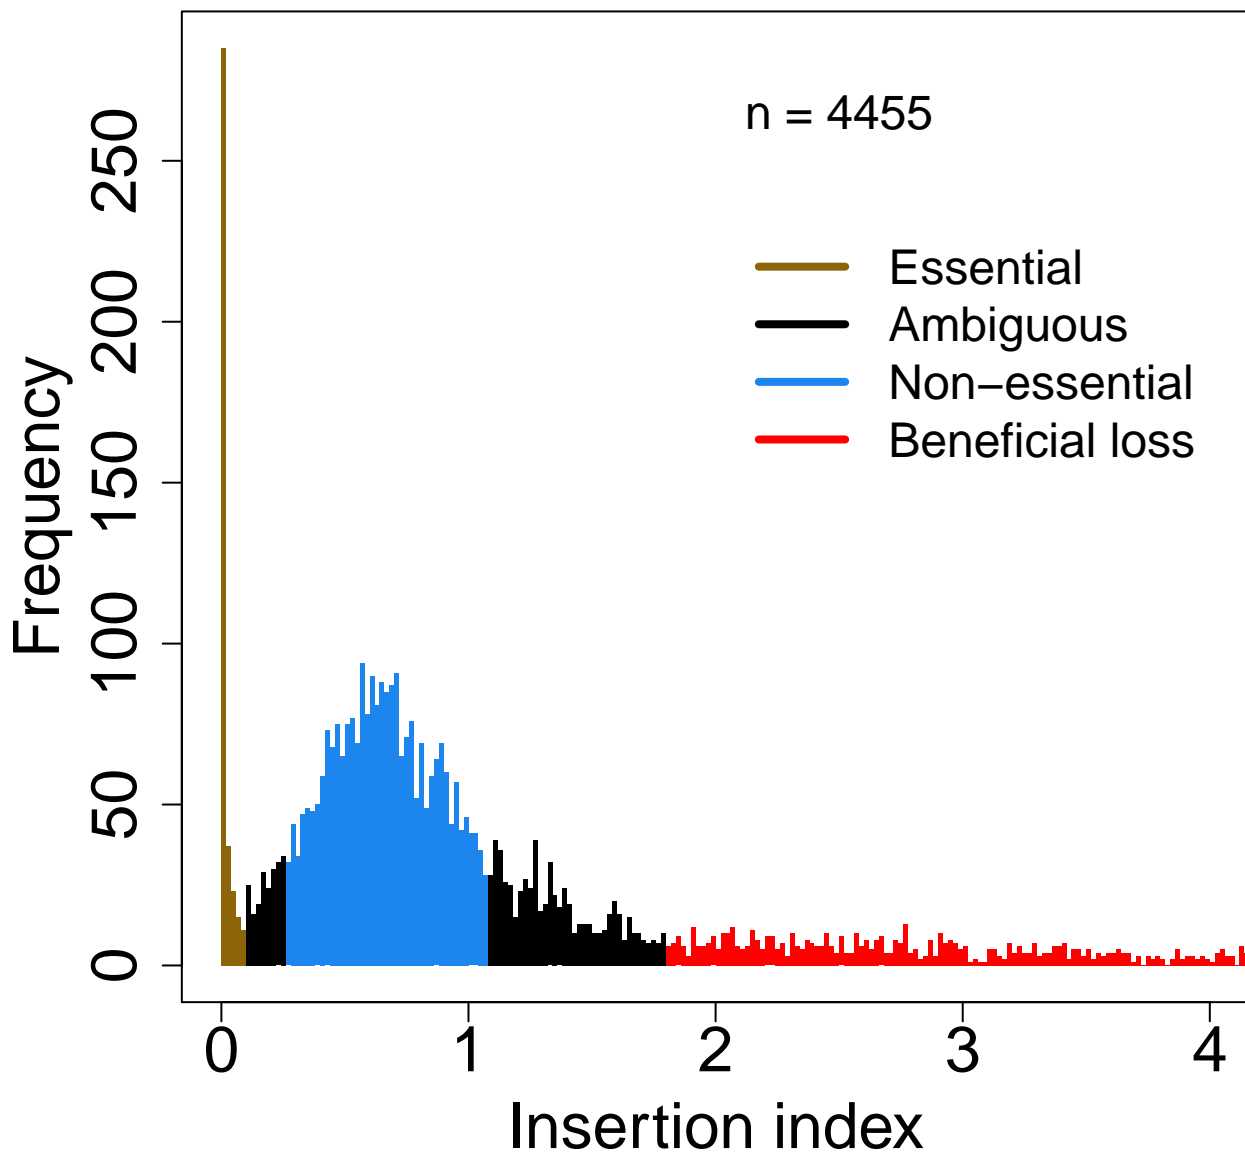 n = 4455
Essential
Ambiguous
Non−essential
Beneficial loss
Frequency
250
200
150
100
50
0
0 1 2 3 4
Insertion index